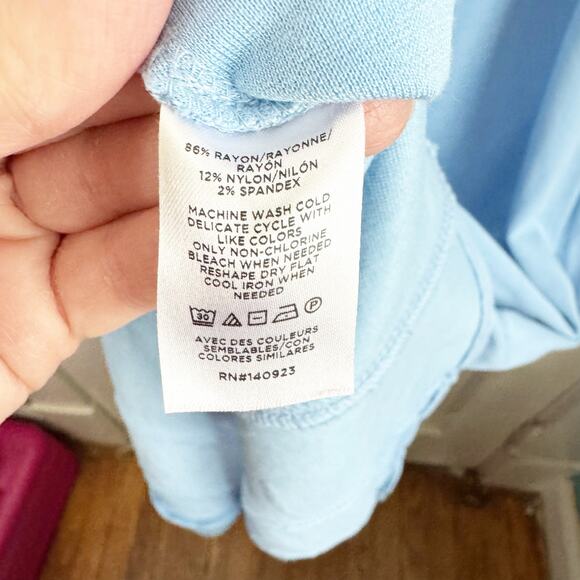 86% RAYON/RAYONNE/
RAYÓN
12% NYLON/NILÓN
2% SPANDEX
MACHINE WASH COLD
DELICATE CYCLE WITH
LIKE COLORS
ONLY NON-CHLORINE
BLEACH WHEN NEEDED
RESHAPE DRY FLAT
COOL IRON WHEN
NEEDED
30 P
AVEC DES COULEURS
SEMBLABLES/CON
COLORES SIMILARES
RN#140923